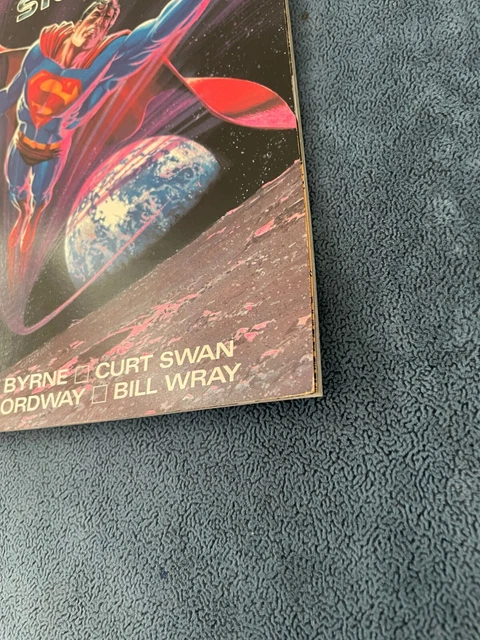 BYRNE □ CURT SWAN
ORDWAY □ BILL WRAY